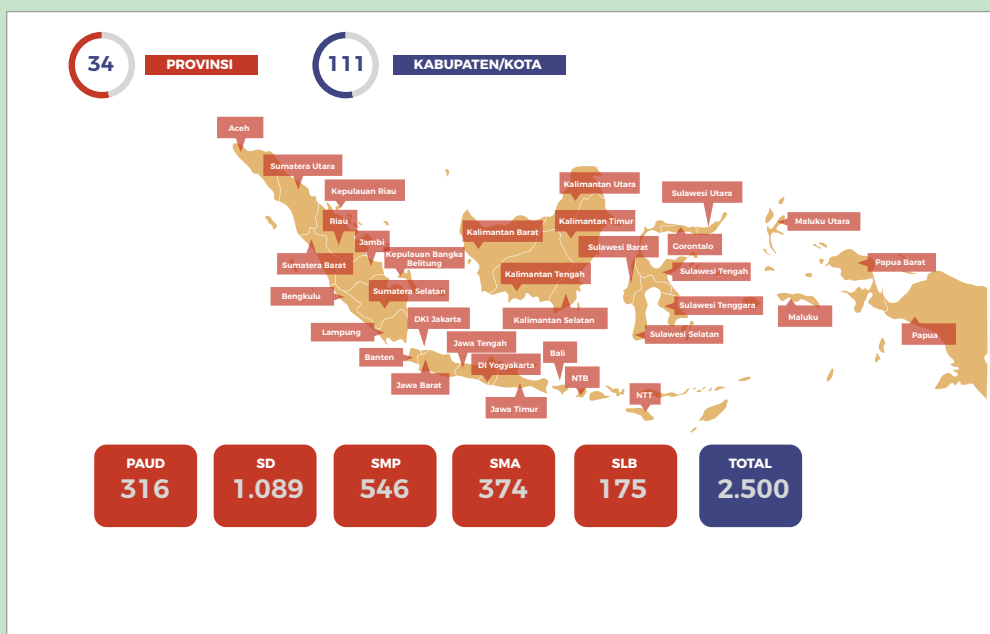 34
PROVINSI
111
KABUPATEN/KOTA
Aceh
Sumatera Utara
Kepulauan Riau
Riau
Jambi
Sumatera Barat
Kepulauan Bangka
Belitung
Bengkulu
Sumatera Selatan
Lampung
DKI Jakarta
Banten
Jawa Barat
Jawa Tengah
DI Yogyakarta
Jawa Timur
Bali
NTB
NTT
Kalimantan Utara
Kalimantan Timur
Kalimantan Barat
Kalimantan Tengah
Kalimantan Selatan
Sulawesi Utara
Sulawesi Barat
Gorontalo
Sulawesi Tengah
Sulawesi Tenggara
Sulawesi Selatan
Maluku Utara
Maluku
Papua Barat
Papua
PAUD
316
SD
1.089
SMP
546
SMA
374
SLB
175
TOTAL
2.500